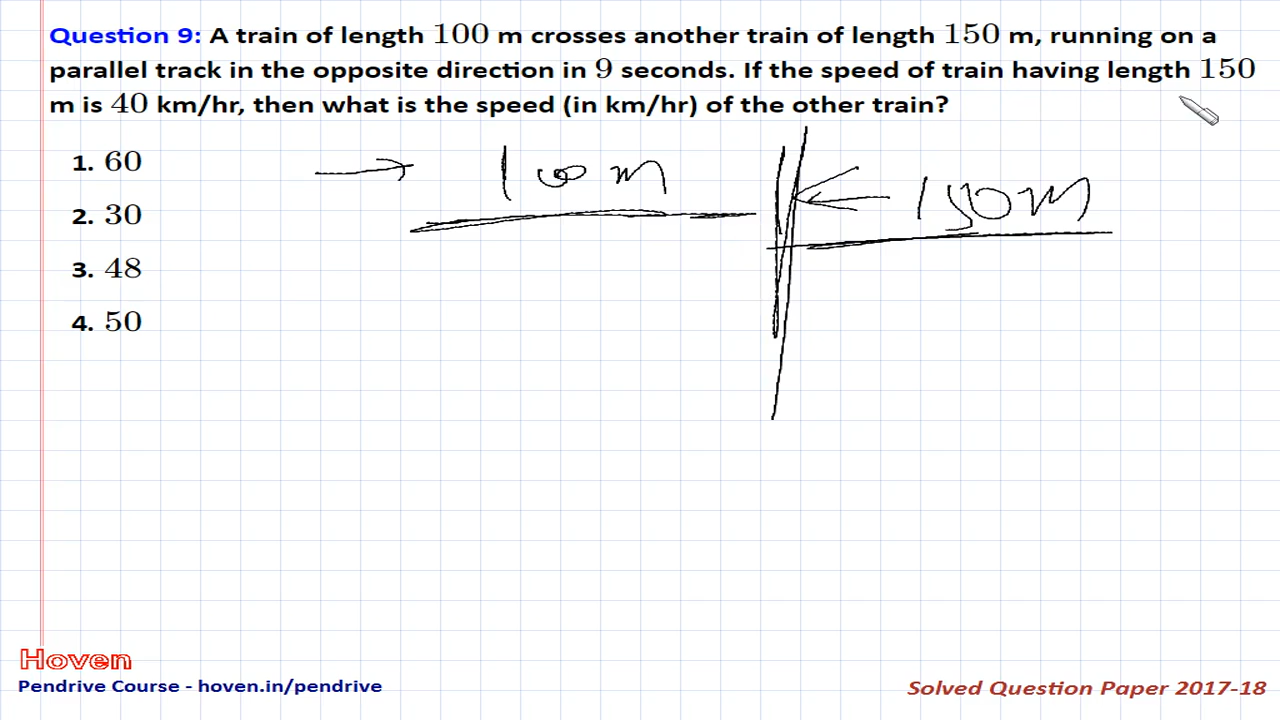 Question 9: A train of length 100 m crosses another train of length 150 m, running on a
parallel track in the opposite direction in 9 seconds. If the speed of train having length 150
m is 40 km/hr, then what is the speed (in km/hr) of the other train?
1. 60
2. 30
3. 48
4. 50
100 m
150 m
Hoven
Pendrive Course - hoven.in/pendrive
Solved Question Paper 2017-18